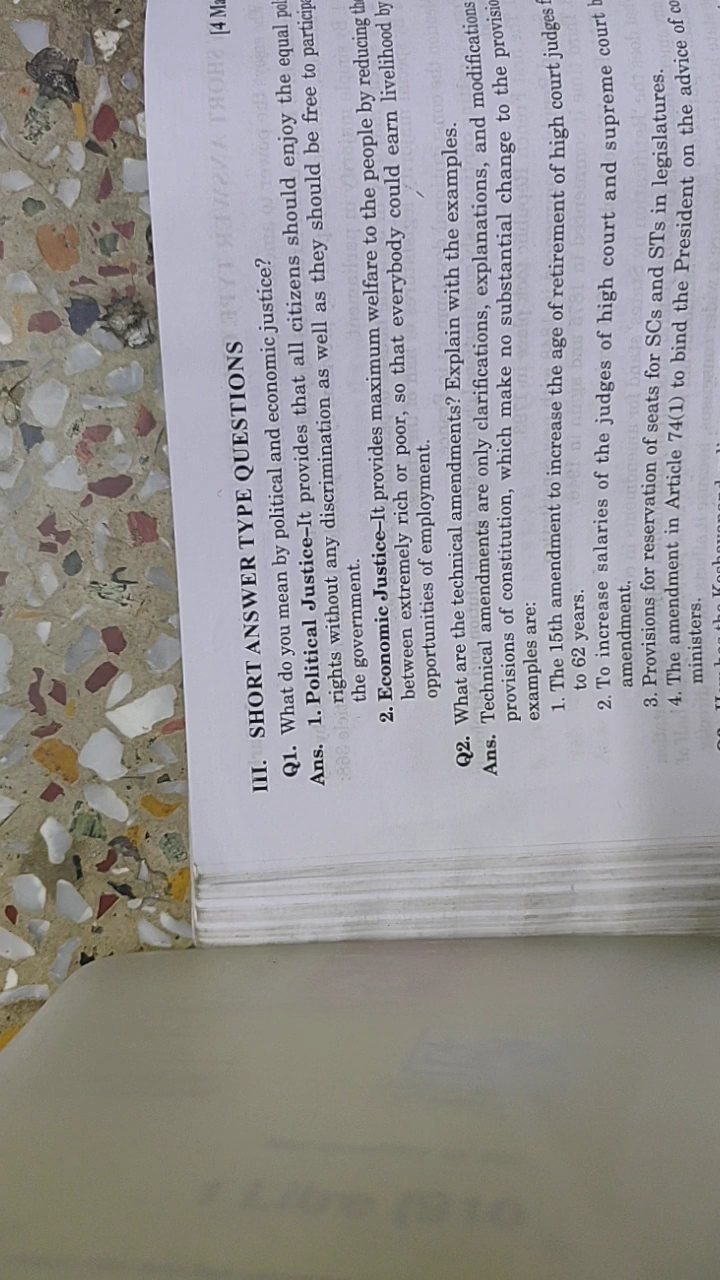 III. SHORT ANSWER TYPE QUESTIONS [4 Ma
Q1. What do you mean by political and economic justice?
Ans. 1. Political Justice–It provides that all citizens should enjoy the equal pol
rights without any discrimination as well as they should be free to participa
the government.
2. Economic Justice–It provides maximum welfare to the people by reducing the
between extremely rich or poor, so that everybody could earn livelihood by
opportunities of employment.
Q2. What are the technical amendments? Explain with the examples.
Ans. Technical amendments are only clarifications, explanations, and modifications
provisions of constitution, which make no substantial change to the provisio
examples are:
1. The 15th amendment to increase the age of retirement of high court judges f
to 62 years.
2. To increase salaries of the judges of high court and supreme court b
amendment.
3. Provisions for reservation of seats for SCs and STs in legislatures.
4. The amendment in Article 74(1) to bind the President on the advice of co
ministers.